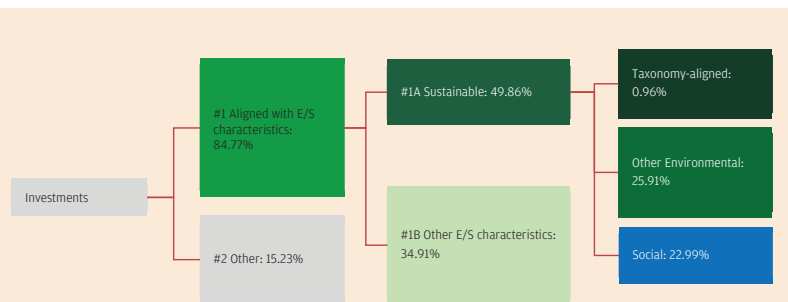 Investments
#1 Aligned with E/S
characteristics:
84.77%
#2 Other: 15.23%
#1A Sustainable: 49.86%
#1B Other E/S characteristics:
34.91%
Taxonomy-aligned:
0.96%
Other Environmental:
25.91%
Social: 22.99%